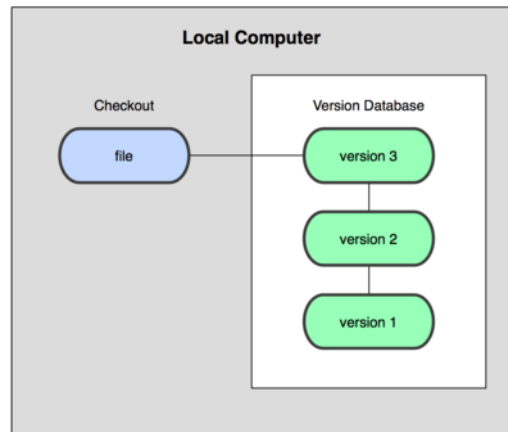 Local Computer
Checkout
Version Database
file
version 3
version 2
version 1